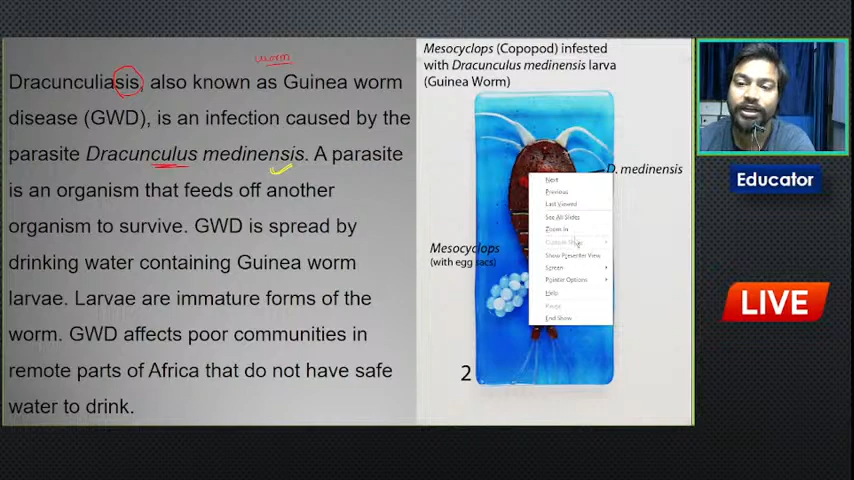 worm
Dracunculiasis, also known as Guinea worm
disease (GWD), is an infection caused by the
parasite Dracunculus medinensis. A parasite
is an organism that feeds off another
organism to survive. GWD is spread by
drinking water containing Guinea worm
larvae. Larvae are immature forms of the
worm. GWD affects poor communities in
remote parts of Africa that do not have safe
water to drink.
Mesocyclops (Copopod) infested
with Dracunculus medinensis larva
(Guinea Worm)
D. medinensis
Mesocyclops
(with egg sacs)
2
Next
Previous
Last Viewed
See All Slides
Zoom In
Custom Show
Show Presenter View
Screen
Pointer Options
Help
Pause
End Show
Educator
LIVE